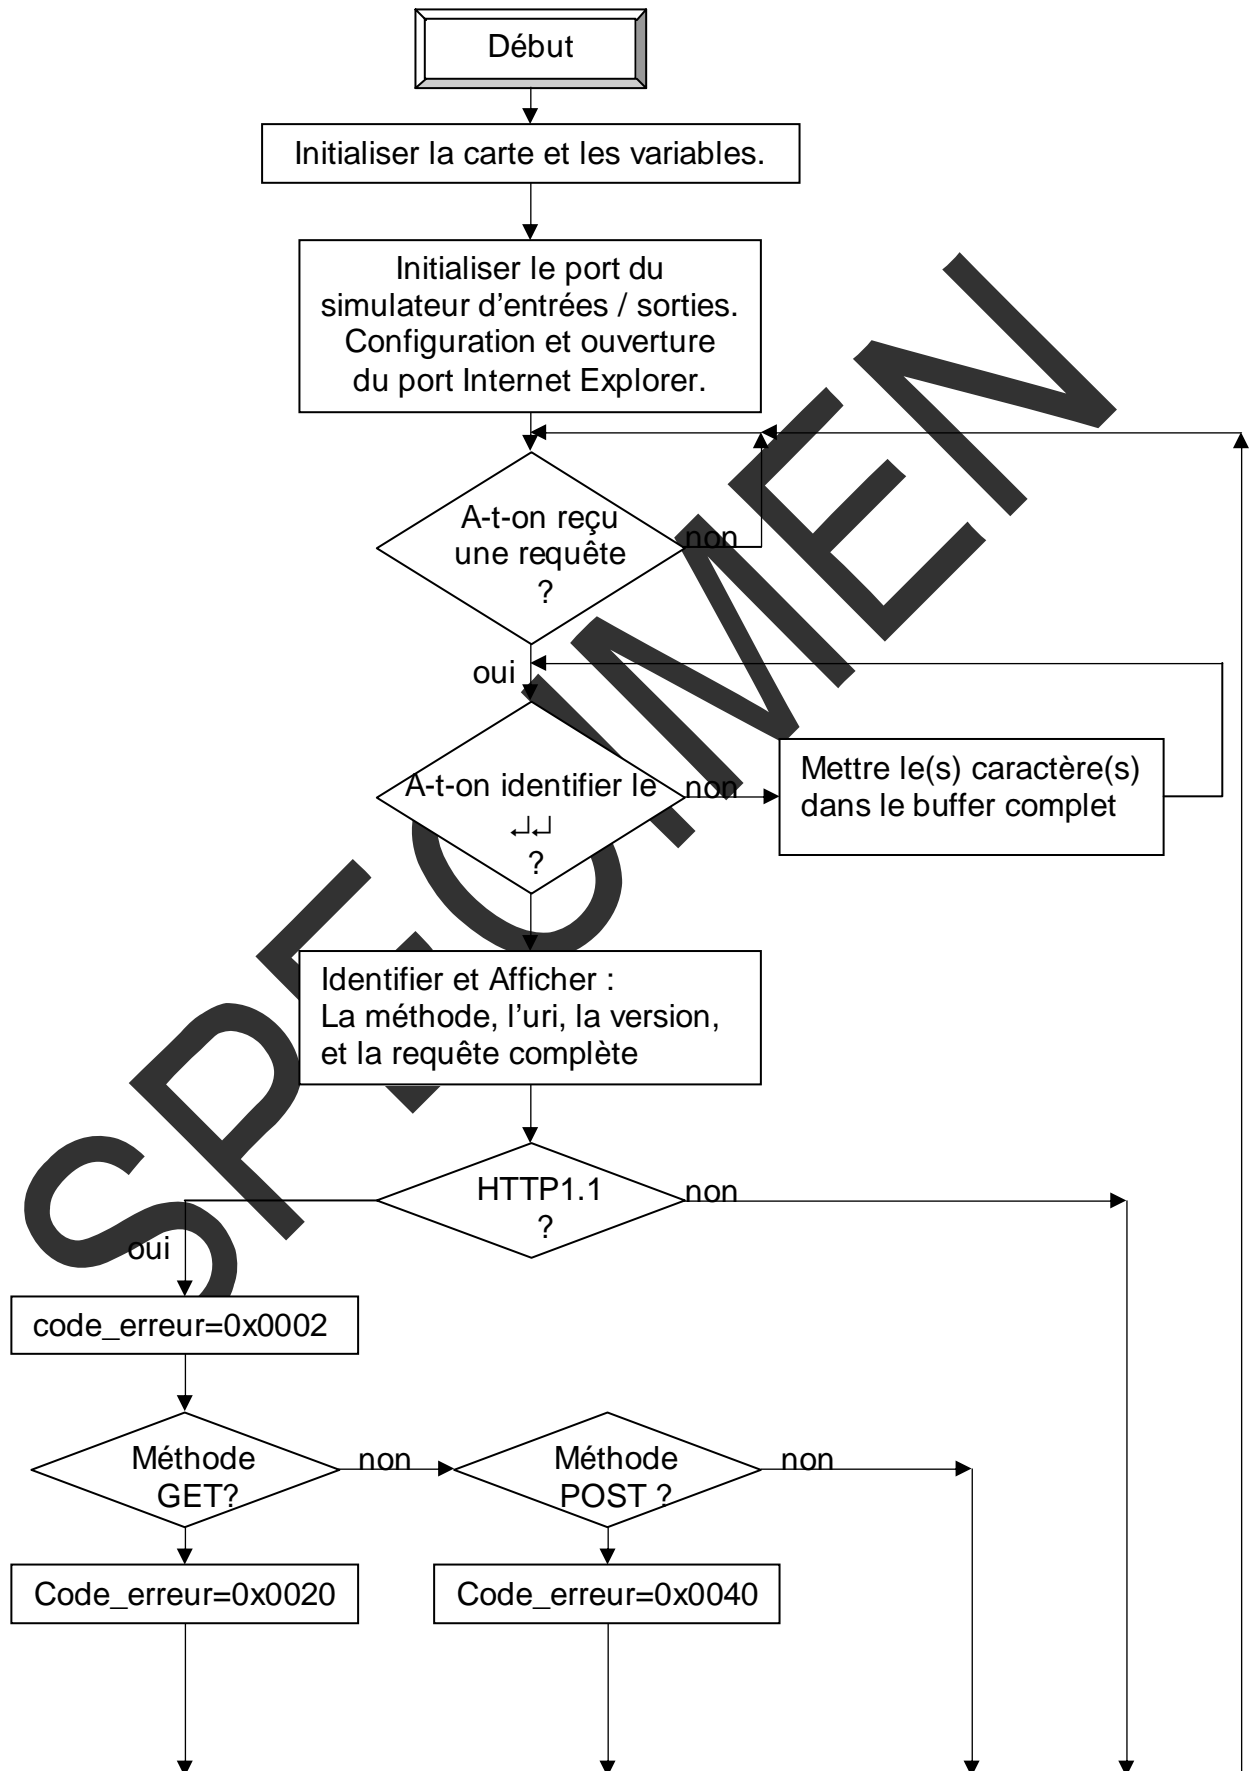 Début
Initialiser la carte et les variables.
Initialiser le port du
simulateur d'entrées / sorties.
Configuration et ouverture
du port Internet Explorer.
A-t-on reçu
une requête
?
non
oui
A-t-on identifier le
↵↵
?
non
Mettre le(s) caractère(s)
dans le buffer complet
Identifier et Afficher :
La méthode, l'uri, la version,
et la requête complète
HTTP1.1
?
non
oui
code_erreur=0x0002
Méthode
GET?
non
Méthode
POST ?
non
Code_erreur=0x0020
Code_erreur=0x0040
SPECIMEN